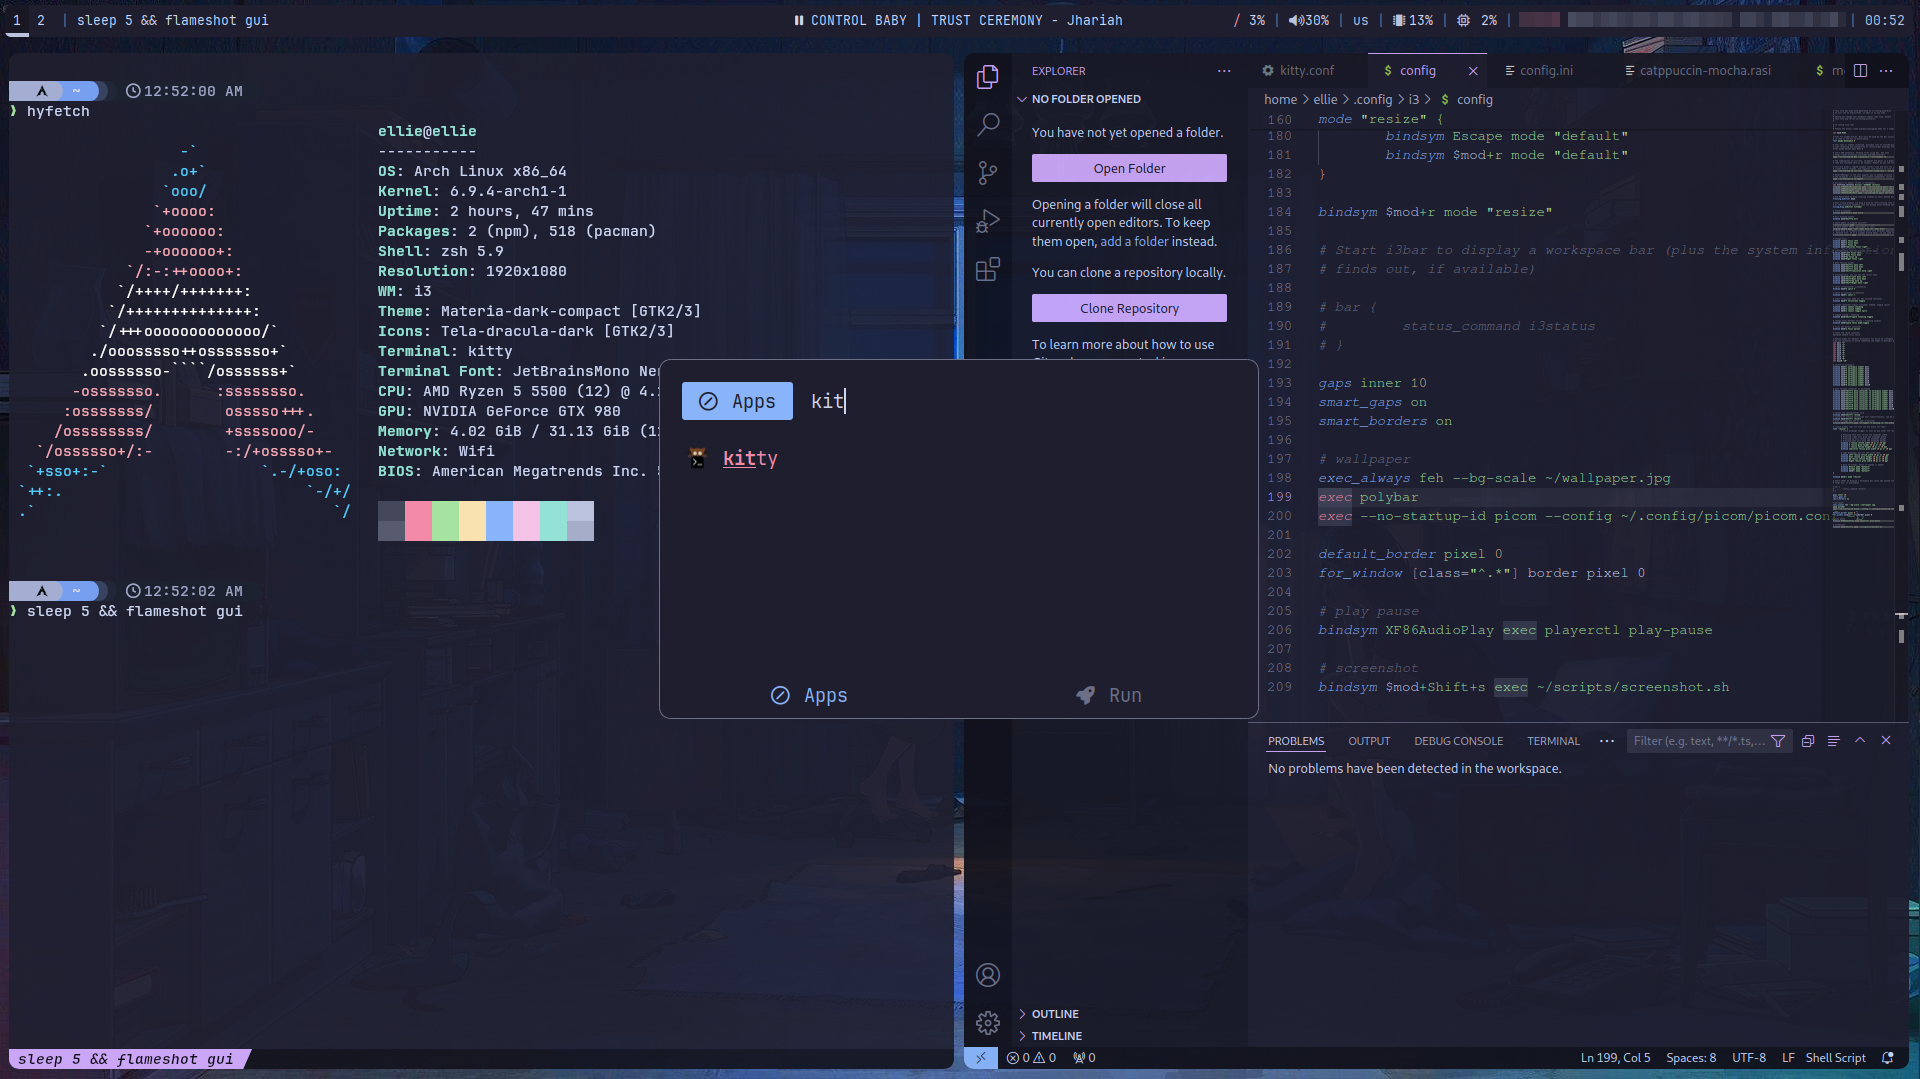 1 2 | sleep 5 && flameshot gui
CONTROL BABY | TRUST CEREMONY - Jhariah
/ 3% | 30% | us | 13% | 2% | | 00:52
~ 12:52:00 AM
❯ hyfetch
ellie@ellie
-----------
OS: Arch Linux x86_64
Kernel: 6.9.4-arch1-1
Uptime: 2 hours, 47 mins
Packages: 2 (npm), 518 (pacman)
Shell: zsh 5.9
Resolution: 1920x1080
WM: i3
Theme: Materia-dark-compact [GTK2/3]
Icons: Tela-dracula-dark [GTK2/3]
Terminal: kitty
Terminal Font: JetBrainsMono
CPU: AMD Ryzen 5 5500 (12) @
GPU: NVIDIA GeForce GTX 980
Memory: 4.02 GiB / 31.13 GiB
Network: Wifi
BIOS: American Megatrends Inc.
-`
.o+`
`ooo/
`+oooo:
`+oooooo:
-+oooooo+:
`/:-:++oooo+:
`/++++/+++++++:
`/++++++++++++++:
`/+++ooooooooooooo/`
./ooosssso++osssssso+`
.oossssso-````/ossssss+`
-osssssso. :ssssssso.
:osssssss/ osssso+++.
/ossssssss/ +ssssooo/-
`/ossssso+/:- -:/+osssso+-
`+sso+:-` `.-/+oso:
`++:. `-/+/
.` `/
~ 12:52:02 AM
❯ sleep 5 && flameshot gui
sleep 5 && flameshot gui
Apps kit
kitty
Apps Run
EXPLORER ···
NO FOLDER OPENED
You have not yet opened a folder.
Open Folder
Opening a folder will close all
currently open editors. To keep
them open, add a folder instead.
You can clone a repository locally.
Clone Repository
To learn more about how to use
OUTLINE
TIMELINE
kitty.conf $ config config.ini catppuccin-mocha.rasi $ ···
home > ellie > .config > i3 > $ config
160 mode "resize" {
180 bindsym Escape mode "default"
181 bindsym $mod+r mode "default"
182 }
183
184 bindsym $mod+r mode "resize"
185
186 # Start i3bar to display a workspace bar (plus the system
187 # finds out, if available)
188
189 # bar {
190 # status_command i3status
191 # }
192
193 gaps inner 10
194 smart_gaps on
195 smart_borders on
196
197 # wallpaper
198 exec_always feh --bg-scale ~/wallpaper.jpg
199 exec polybar
200 exec --no-startup-id picom --config ~/.config/picom/picom.con
201
202 default_border pixel 0
203 for_window [class="^.*"] border pixel 0
204
205 # play pause
206 bindsym XF86AudioPlay exec playerctl play-pause
207
208 # screenshot
209 bindsym $mod+Shift+s exec ~/scripts/screenshot.sh
PROBLEMS OUTPUT DEBUG CONSOLE TERMINAL ··· Filter (e.g. text, **/*.ts,...
No problems have been detected in the workspace.
0 0 0
Ln 199, Col 5 Spaces: 8 UTF-8 LF Shell Script